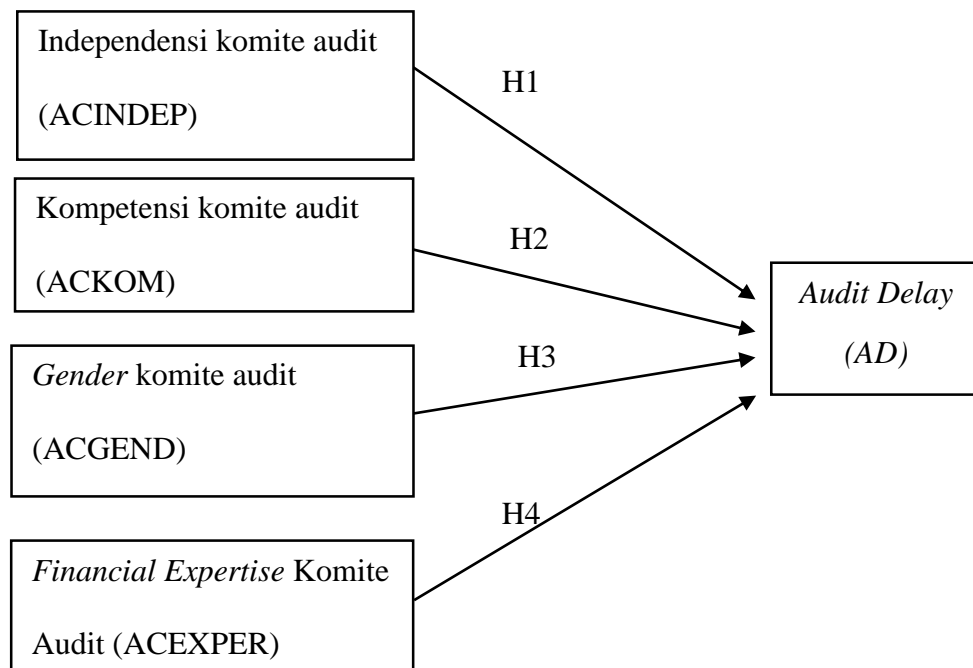 Independensi komite audit
(ACINDEP)
H1
Kompetensi komite audit
(ACKOM)
H2
Audit Delay
(AD)
Gender komite audit
(ACGEND)
H3
Financial Expertise Komite
Audit (ACEXPER)
H4